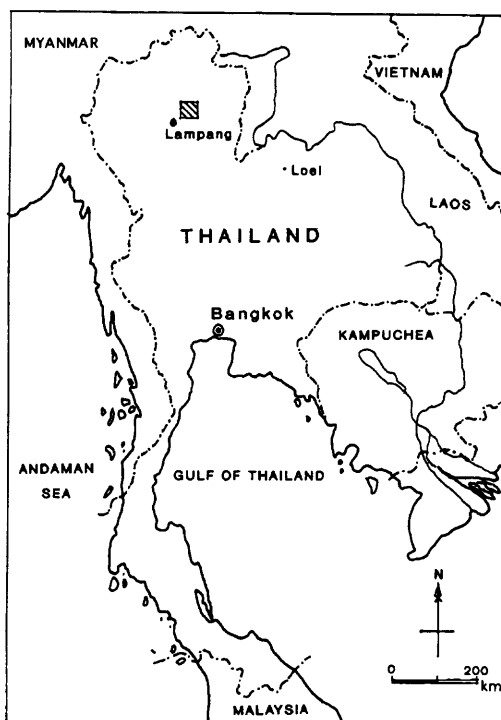 MYANMAR
VIETNAM
Lampang
Loei
LAOS
THAILAND
Bangkok
KAMPUCHEA
ANDAMAN
SEA
GULF OF THAILAND
N
0 200
km
MALAYSIA